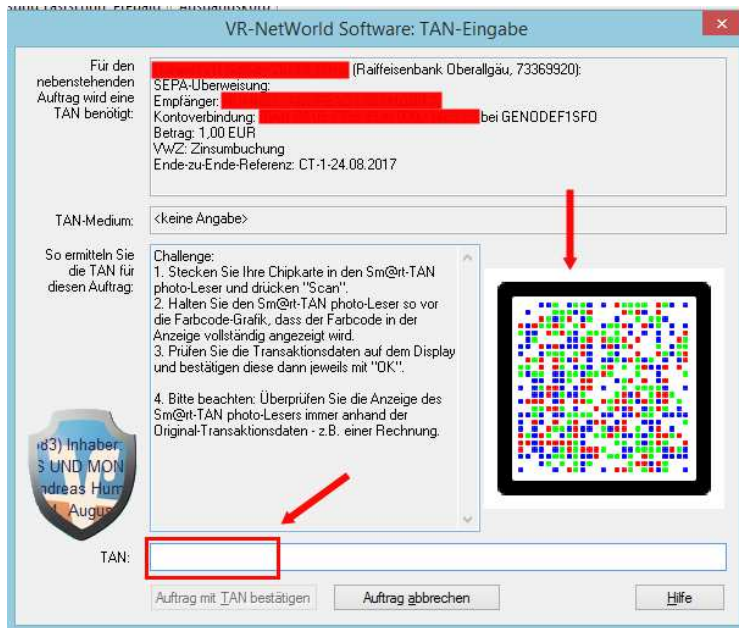 VR-NetWorld Software: TAN-Eingabe
Für den
nebenstehenden
Auftrag wird eine
TAN benötigt:
(Raiffeisenbank Oberallgäu, 73369920):
SEPA-Überweisung:
Empfänger:
Kontoverbindung: bei GENODEF1SFO
Betrag: 1,00 EUR
VWZ: Zinsumbuchung
Ende-zu-Ende-Referenz: CT-1-24.08.2017
TAN-Medium:
<keine Angabe>
So ermitteln Sie
die TAN für
diesen Auftrag:
Challenge:
1. Stecken Sie Ihre Chipkarte in den Sm@rt-TAN
photo-Leser und drücken "Scan".
2. Halten Sie den Sm@rt-TAN photo-Leser so vor
die Farbcode-Grafik, dass der Farbcode in der
Anzeige vollständig angezeigt wird.
3. Prüfen Sie die Transaktionsdaten auf dem Display
und bestätigen diese dann jeweils mit "OK".
4. Bitte beachten: Überprüfen Sie die Anzeige des
Sm@rt-TAN photo-Lesers immer anhand der
Original-Transaktionsdaten - z.B. einer Rechnung.
83) Inhaber:
S UND MON
ndreas Hum
Augus
TAN:
Auftrag mit TAN bestätigen
Auftrag abbrechen
Hilfe